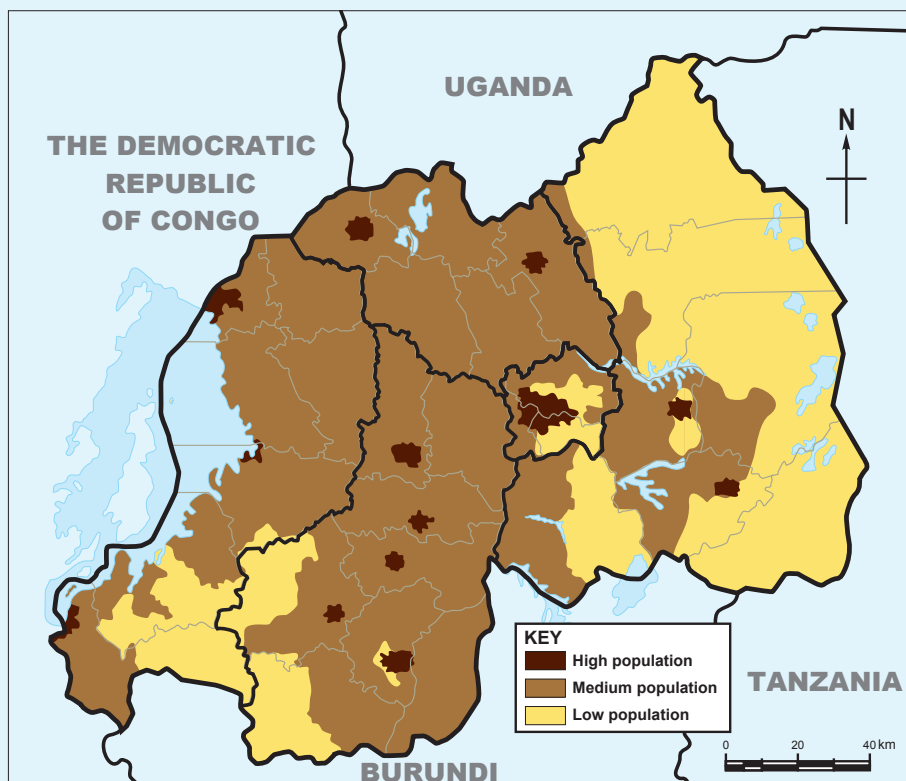 UGANDA
THE DEMOCRATIC
REPUBLIC
OF CONGO
N
KEY
High population
Medium population
Low population
TANZANIA
BURUNDI
0 20 40 km